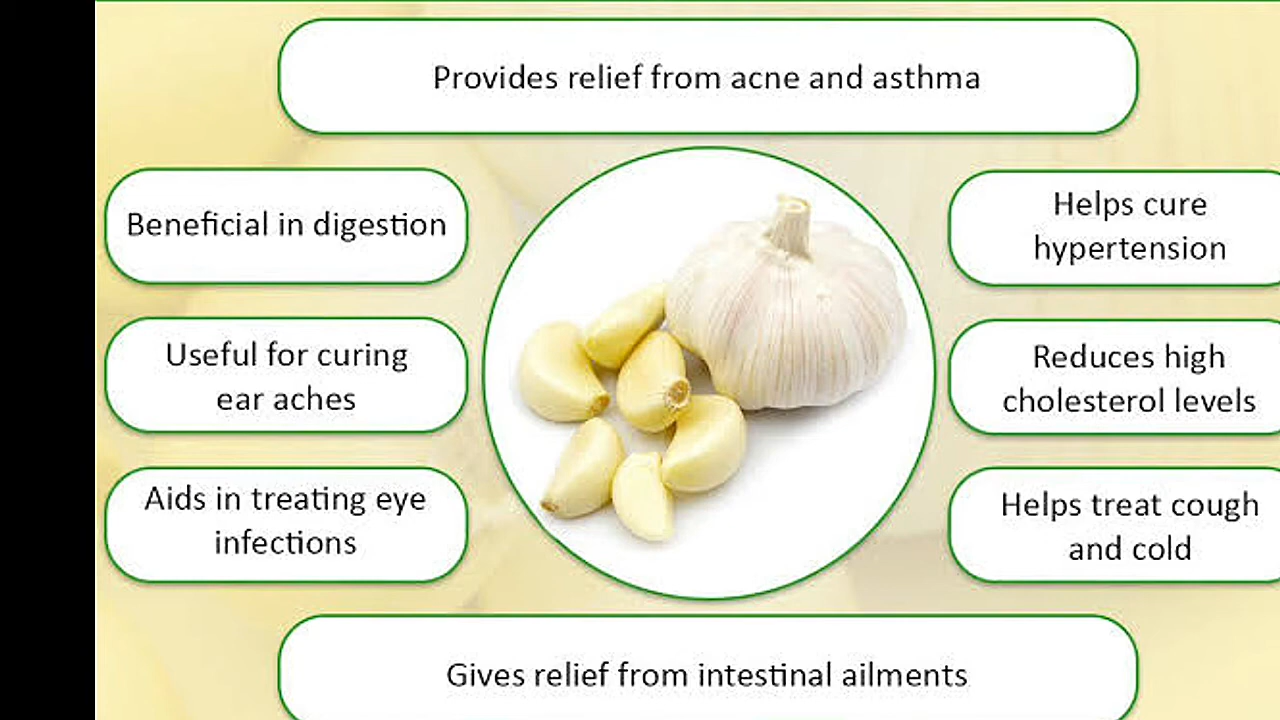 Provides relief from acne and asthma
Beneficial in digestion
Helps cure
hypertension
Useful for curing
ear aches
Reduces high
cholesterol levels
Aids in treating eye
infections
Helps treat cough
and cold
Gives relief from intestinal ailments